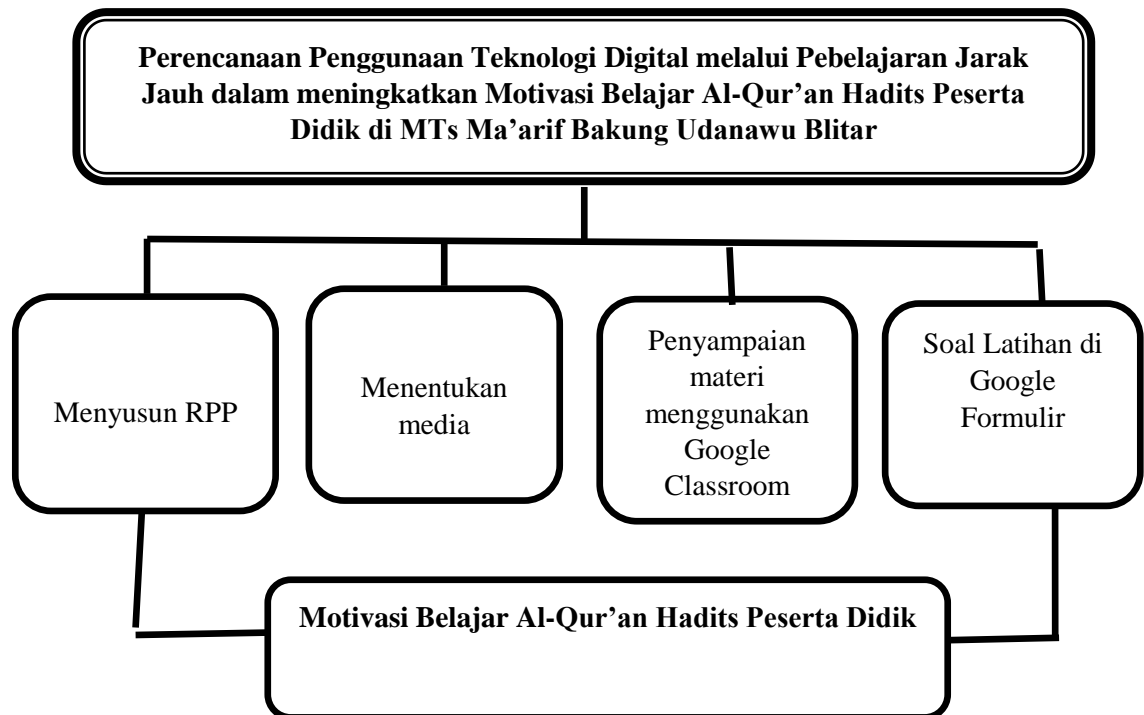 Perencanaan Penggunaan Teknologi Digital melalui Pebelajaran Jarak
Jauh dalam meningkatkan Motivasi Belajar Al-Qur’an Hadits Peserta
Didik di MTs Ma’arif Bakung Udanawu Blitar
Menyusun RPP
Menentukan
media
Penyampaian
materi
menggunakan
Google
Classroom
Soal Latihan di
Google
Formulir
Motivasi Belajar Al-Qur’an Hadits Peserta Didik